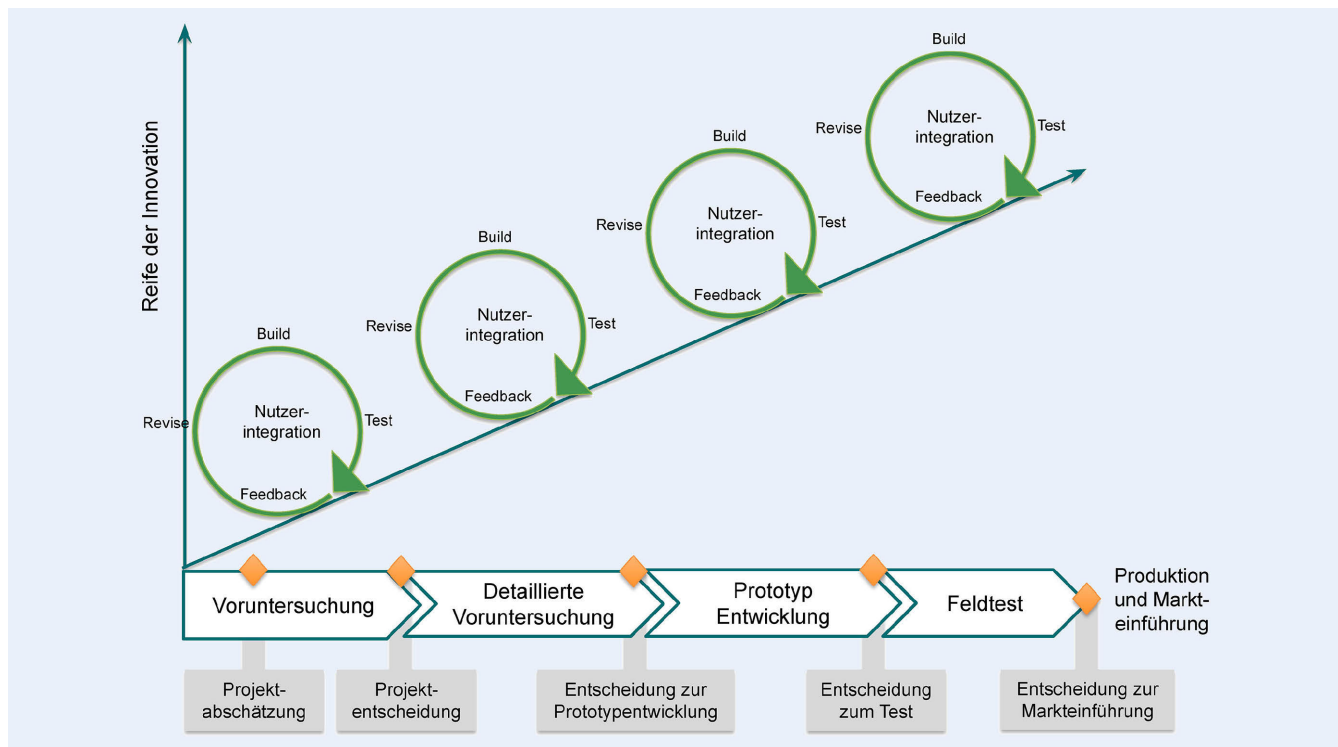 Reife der Innovation
Build
Revise
Nutzer-
integration
Test
Feedback
Build
Revise
Nutzer-
integration
Test
Feedback
Build
Revise
Nutzer-
integration
Test
Feedback
Build
Revise
Nutzer-
integration
Test
Feedback
Voruntersuchung
Detaillierte
Voruntersuchung
Prototyp
Entwicklung
Feldtest
Produktion
und Markt-
einführung
Projekt-
abschätzung
Projekt-
entscheidung
Entscheidung zur
Prototypentwicklung
Entscheidung
zum Test
Entscheidung zur
Markteinführung